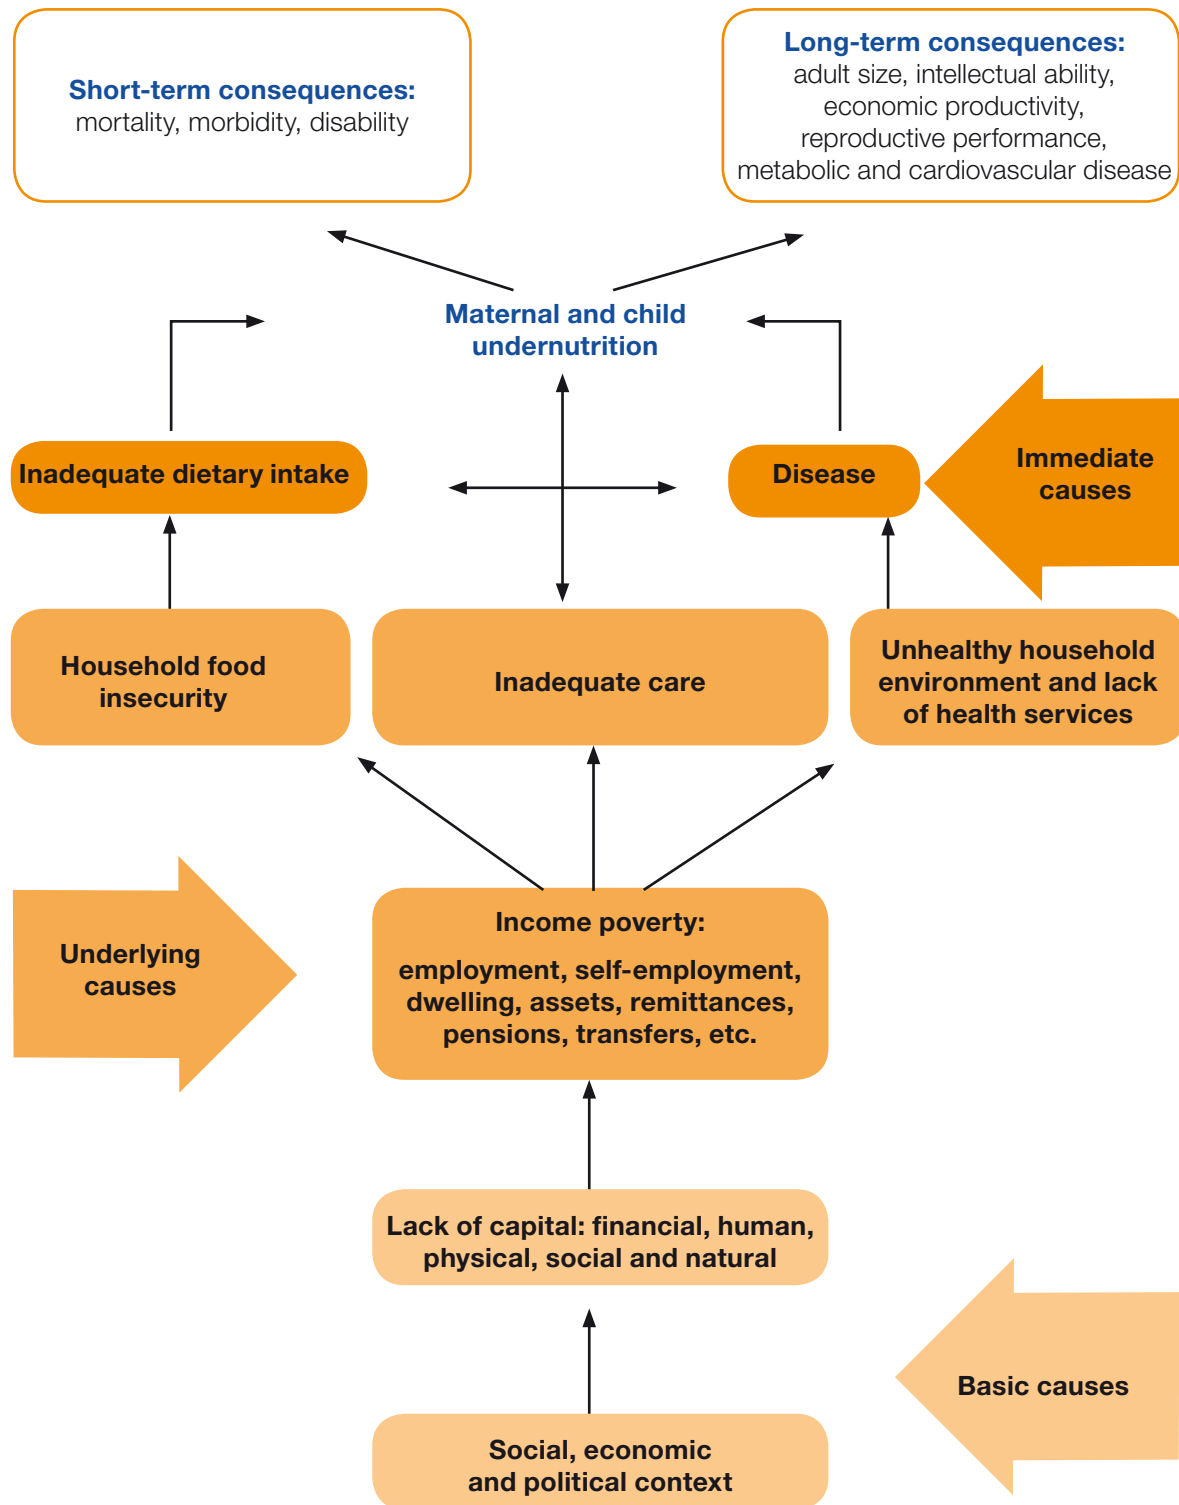 Short-term consequences:
mortality, morbidity, disability
Long-term consequences:
adult size, intellectual ability,
economic productivity,
reproductive performance,
metabolic and cardiovascular disease
Maternal and child
undernutrition
Inadequate dietary intake
Disease
Immediate
causes
Household food
insecurity
Inadequate care
Unhealthy household
environment and lack
of health services
Underlying
causes
Income poverty:
employment, self-employment,
dwelling, assets, remittances,
pensions, transfers, etc.
Lack of capital: financial, human,
physical, social and natural
Basic causes
Social, economic
and political context